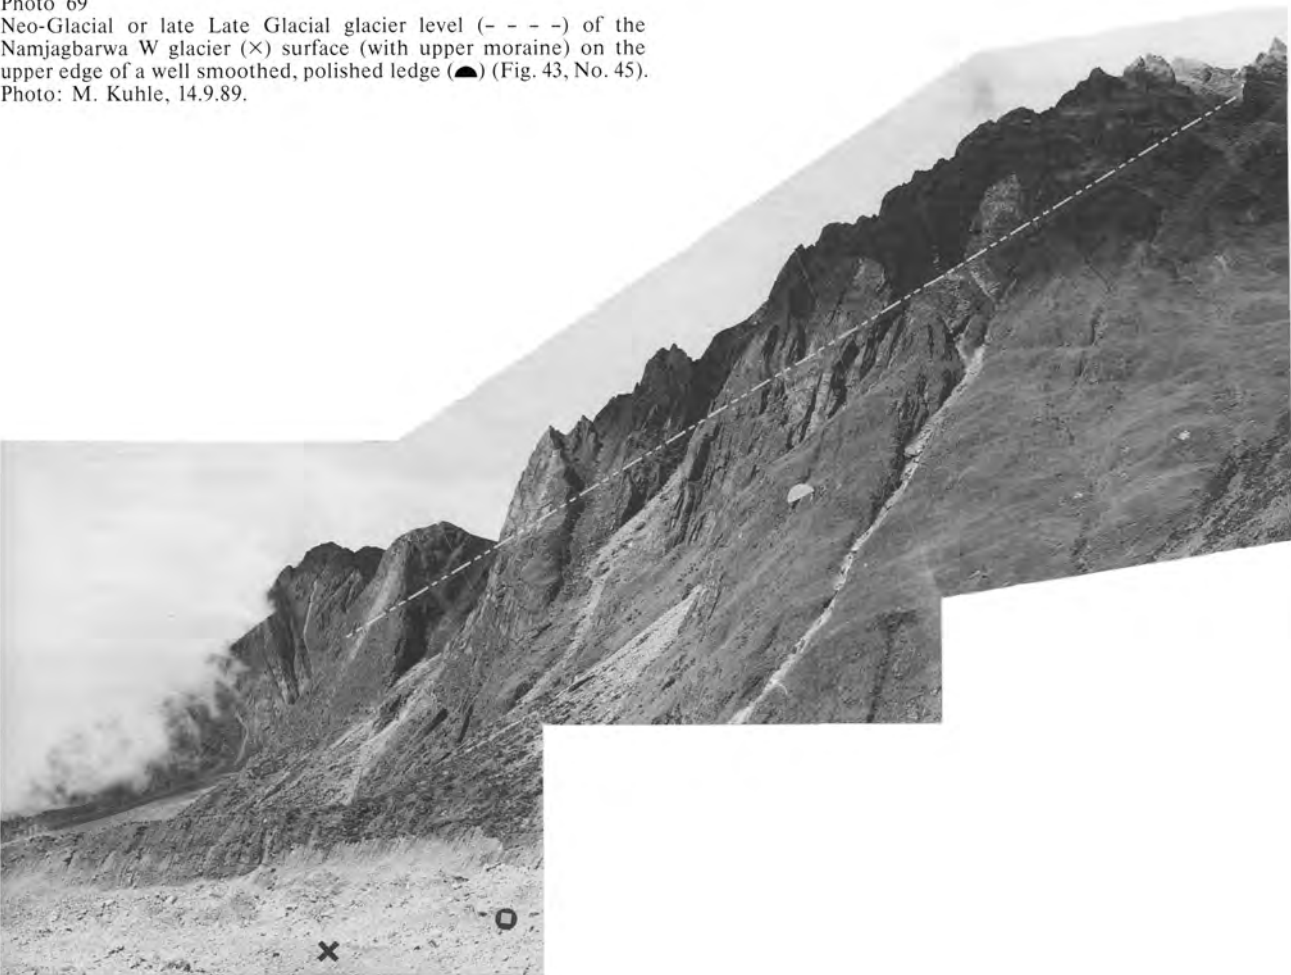 Photo 69
Neo-Glacial or late Late Glacial glacier level (– – – –) of the
Namjagbarwa W glacier (×) surface (with upper moraine) on the
upper edge of a well smoothed, polished ledge (◓) (Fig. 43, No. 45).
Photo: M. Kuhle, 14.9.89.